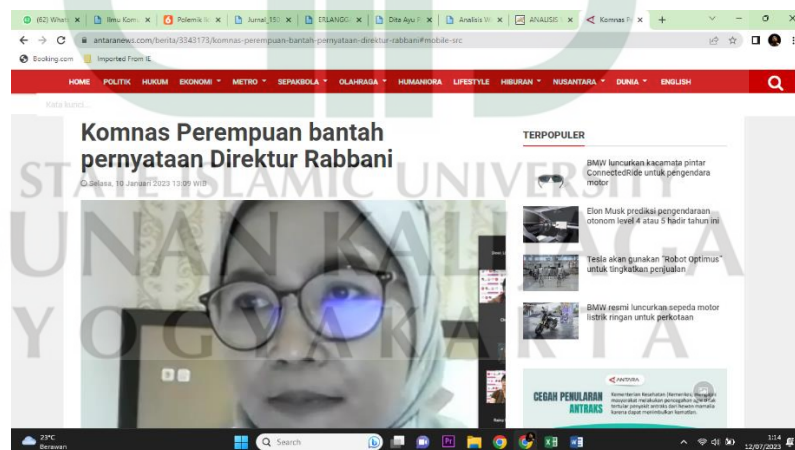 (62) What
Ilmu Kom
Polemik
Jurnal_15
ERLANGG
Dita Ayu P
Analisis W
ANALISIS
Komnas Pe
antaranews.com/berita/3343173/komnas-perempuan-bantah-pernyataan-direktur-rabbani#mobile-src
Booking.com Imported From IE
HOME POLITIK HUKUM EKONOMI METRO SEPAKBOLA OLAHRAGA HUMANIORA LIFESTYLE HIBURAN NUSANTARA DUNIA ENGLISH
Kata kunci...
Komnas Perempuan bantah
pernyataan Direktur Rabbani
Selasa, 10 Januari 2023 13:09 WIB
TERPOPULER
BMW luncurkan kacamata pintar
ConnectedRide untuk pengendara
motor
Elon Musk prediksi pengendaraan
otonom level 4 atau 5 hadir tahun ini
Tesla akan gunakan "Robot Optimus"
untuk tingkatkan penjualan
BMW resmi luncurkan sepeda motor
listrik ringan untuk perkotaan
ANTARA
CEGAH PENULARAN
ANTRAKS
STATE ISLAMIC UNIVERSITY
SUNAN KALIJAGA
YOGYAKARTA
23°C
Berawan
Search
1:14
12/07/2023